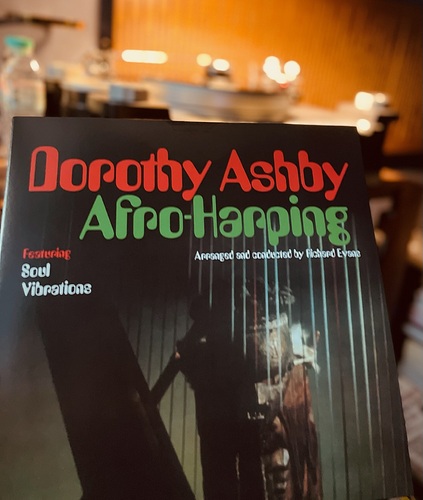 Dorothy Ashby
Afro-Harping
Featuring
Soul
Vibrations
Arranged and conducted by Richard Evans